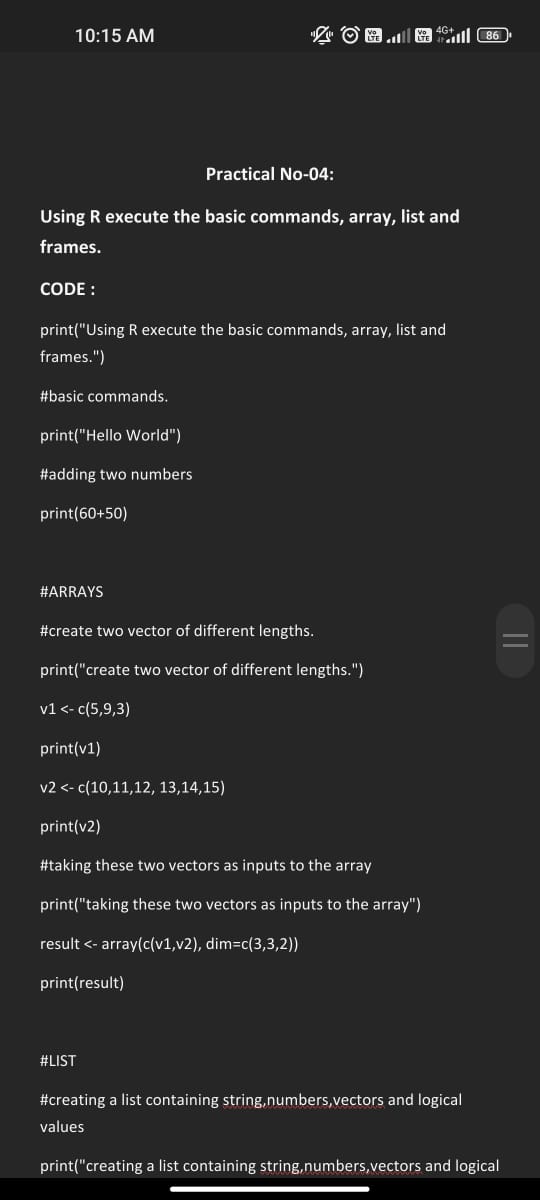 10:15 AM
Vo LTE
Vo LTE
4G+
86
Practical No-04:
Using R execute the basic commands, array, list and
frames.
CODE :
print("Using R execute the basic commands, array, list and
frames.")
#basic commands.
print("Hello World")
#adding two numbers
print(60+50)
#ARRAYS
#create two vector of different lengths.
print("create two vector of different lengths.")
v1 <- c(5,9,3)
print(v1)
v2 <- c(10,11,12, 13,14,15)
print(v2)
#taking these two vectors as inputs to the array
print("taking these two vectors as inputs to the array")
result <- array(c(v1,v2), dim=c(3,3,2))
print(result)
#LIST
#creating a list containing string,numbers,vectors and logical
values
print("creating a list containing string,numbers,vectors and logical